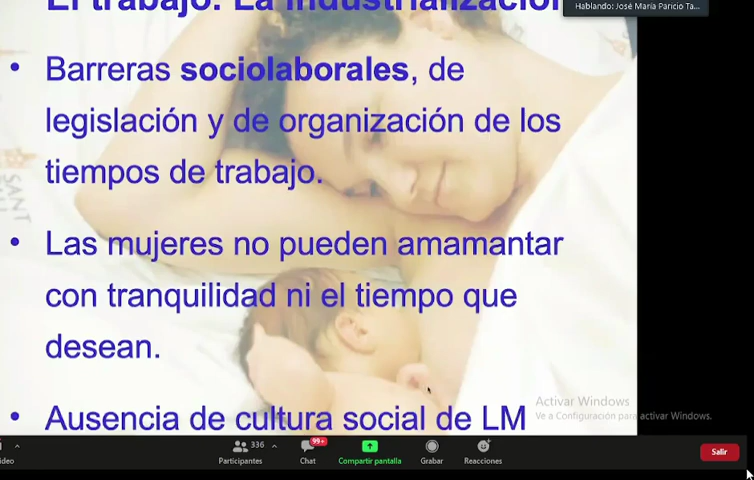 El trabajo. La industrialización
Hablando: José María Paricio Ta...
• Barreras sociolaborales, de
legislación y de organización de los
tiempos de trabajo.
• Las mujeres no pueden amamantar
con tranquilidad ni el tiempo que
desean.
• Ausencia de cultura social de LM
Activar Windows
Ve a Configuración para activar Windows.
336
99+
ideo
Participantes
Chat
Compartir pantalla
Grabar
Reacciones
Salir